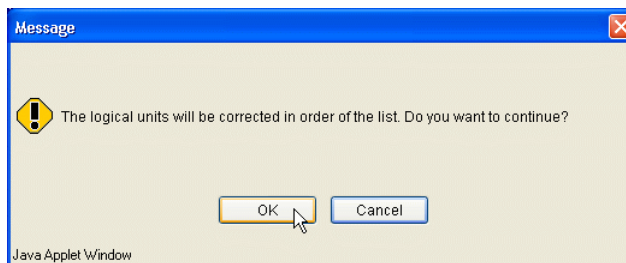 Message
The logical units will be corrected in order of the list. Do you want to continue?
OK Cancel
Java Applet Window